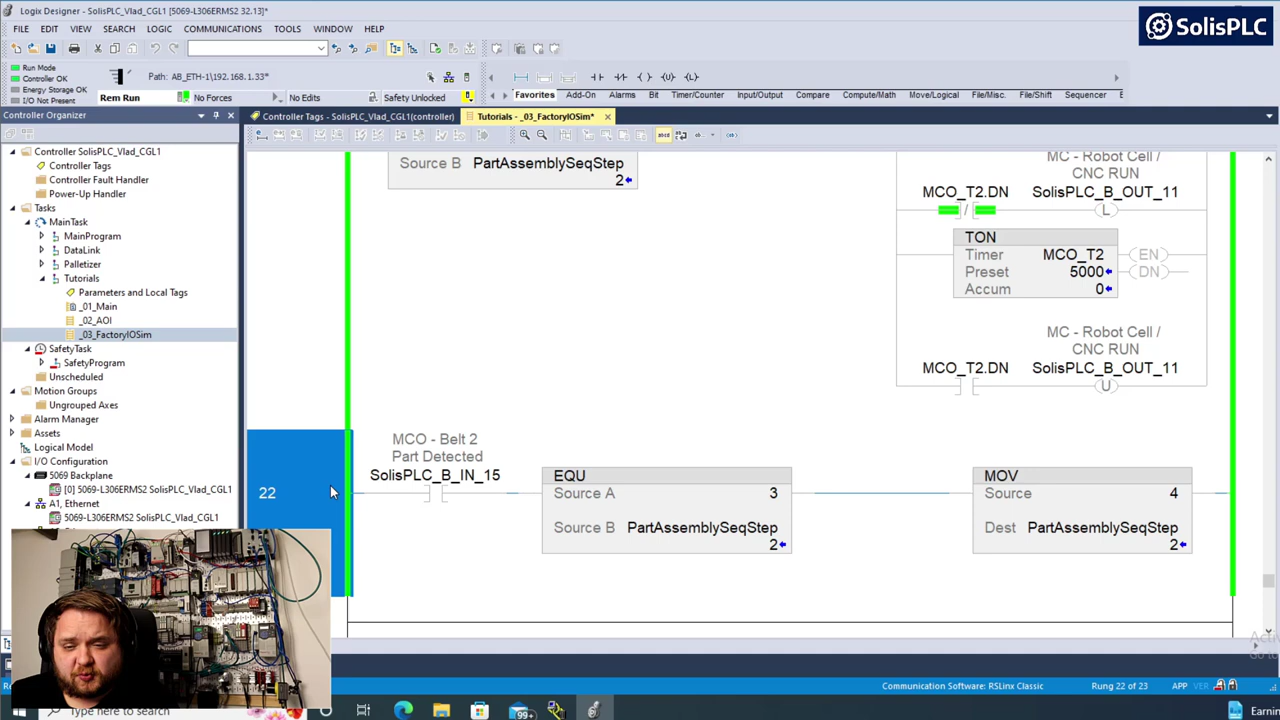 Logix Designer - SolisPLC_Vlad_CGL1 [5069-L306ERMS2 32.13]*
FILE EDIT VIEW SEARCH LOGIC COMMUNICATIONS TOOLS WINDOW HELP
SolisPLC
Run Mode
Controller OK
Energy Storage OK
I/O Not Present
Path: AB_ETH-1\192.168.1.33*
Rem Run
No Forces
No Edits
Safety Unlocked
Favorites Add-On Alarms Bit Timer/Counter Input/Output Compare Compute/Math Move/Logical File/Misc. File/Shift Sequencer
Controller Organizer
Controller Tags - SolisPLC_Vlad_CGL1(controller)
Tutorials - _03_FactoryIOSim*
Controller SolisPLC_Vlad_CGL1
Controller Tags
Controller Fault Handler
Power-Up Handler
Tasks
MainTask
MainProgram
DataLink
Palletizer
Tutorials
Parameters and Local Tags
_01_Main
_02_AOI
_03_FactoryIOSim
SafetyTask
SafetyProgram
Unscheduled
Motion Groups
Ungrouped Axes
Alarm Manager
Assets
Logical Model
I/O Configuration
5069 Backplane
[0] 5069-L306ERMS2 SolisPLC_VLad_CGL1
A1, Ethernet
5069-L306ERMS2 SolisPLC_VLad_CGL1
Source B PartAssemblySeqStep
2
MC - Robot Cell /
CNC RUN
MCO_T2.DN SolisPLC_B_OUT_11
/ L
TON
Timer MCO_T2 EN
Preset 5000 DN
Accum 0
MC - Robot Cell /
CNC RUN
MCO_T2.DN SolisPLC_B_OUT_11
U
22
MCO - Belt 2
Part Detected
SolisPLC_B_IN_15
EQU
Source A 3
Source B PartAssemblySeqStep
2
MOV
Source 4
Dest PartAssemblySeqStep
2
Communication Software: RSLinx Classic
Rung 22 of 23
APP
VER
Type here to search
99+